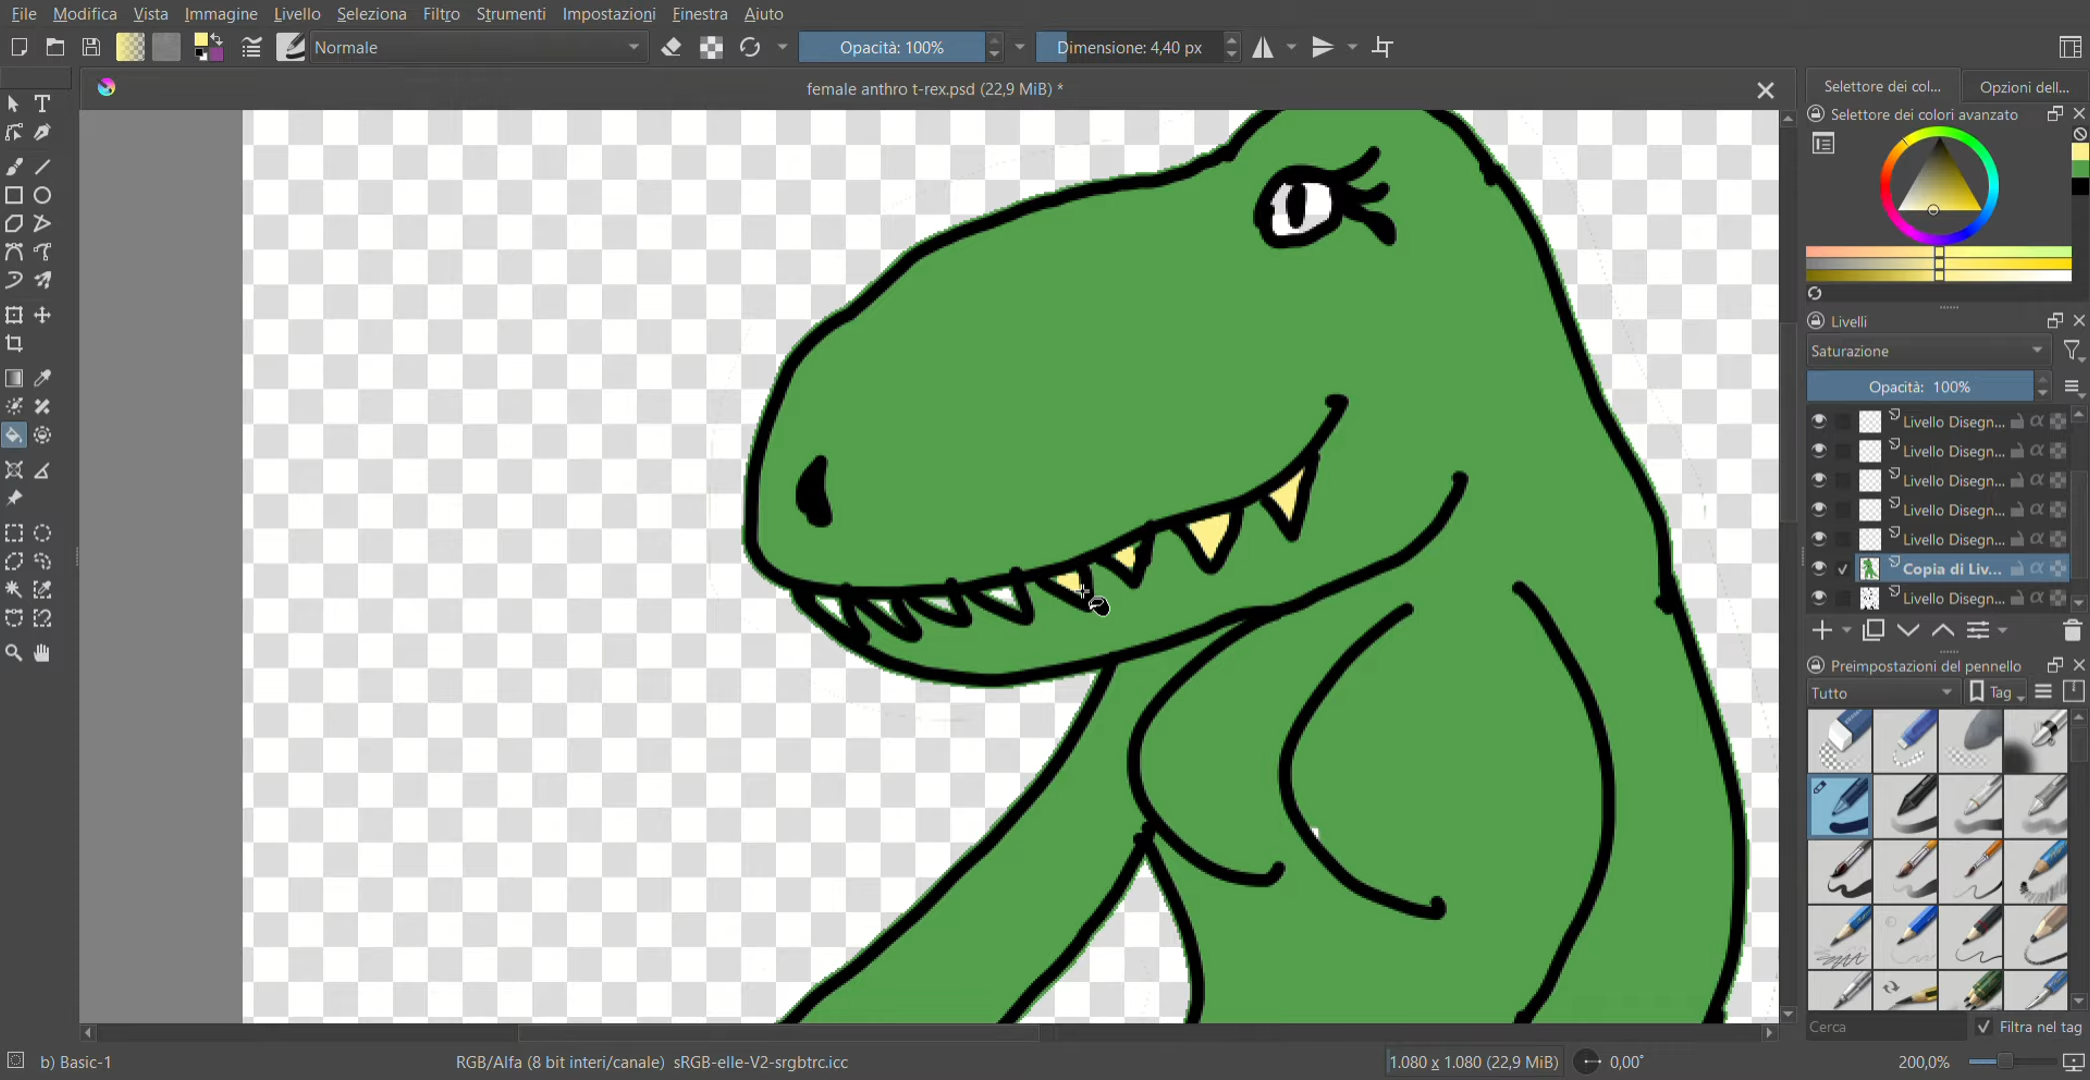 File Modifica Vista Immagine Livello Seleziona Filtro Strumenti Impostazioni Finestra Aiuto
Normale Opacità: 100% Dimensione: 4,40 px
female anthro t-rex.psd (22,9 MiB) *
Selettore dei col... Opzioni dell...
Selettore dei colori avanzato
Livelli
Saturazione
Opacità: 100%
Livello Disegn...
Livello Disegn...
Livello Disegn...
Livello Disegn...
Livello Disegn...
Copia di Liv...
Livello Disegn...
Preimpostazioni del pennello
Tutto Tag
Cerca Filtra nel tag
b) Basic-1 RGB/Alfa (8 bit interi/canale) sRGB-elle-V2-srgbtrc.icc 1.080 x 1.080 (22,9 MiB) 0,00° 200,0%